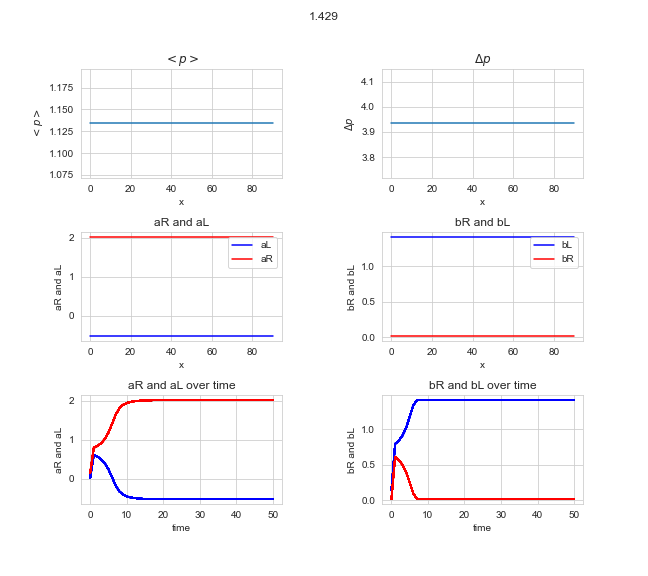 1.429
< p >
Δp
1.175
1.150
1.125
1.100
1.075
< p >
0 20 40 60 80
x
4.1
4.0
3.9
3.8
Δp
0 20 40 60 80
x
aR and aL
bR and bL
2
1
0
aR and aL
aL
aR
0 20 40 60 80
x
1.0
0.5
0.0
bR and bL
bL
bR
0 20 40 60 80
x
aR and aL over time
bR and bL over time
2
1
0
aR and aL
0 10 20 30 40 50
time
1.0
0.5
0.0
bR and bL
0 10 20 30 40 50
time